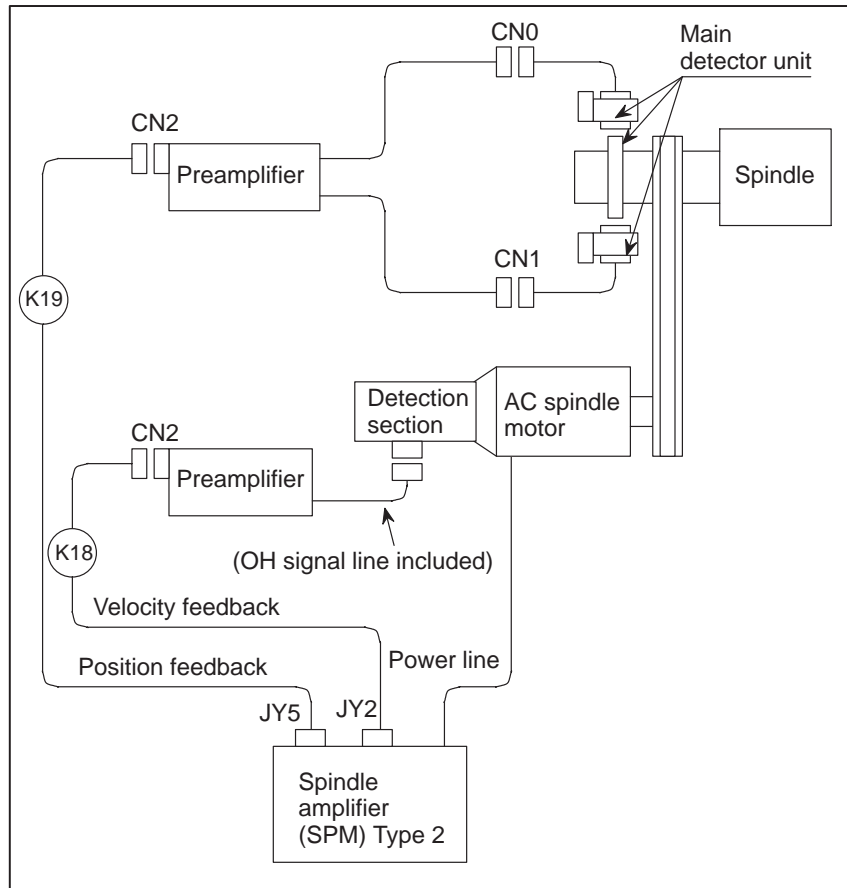 CN0
Main
detector unit
CN2
Preamplifier
Spindle
CN1
K19
Detection
section
AC spindle
motor
CN2
Preamplifier
K18
(OH signal line included)
Velocity feedback
Position feedback
Power line
JY5
JY2
Spindle
amplifier
(SPM) Type 2